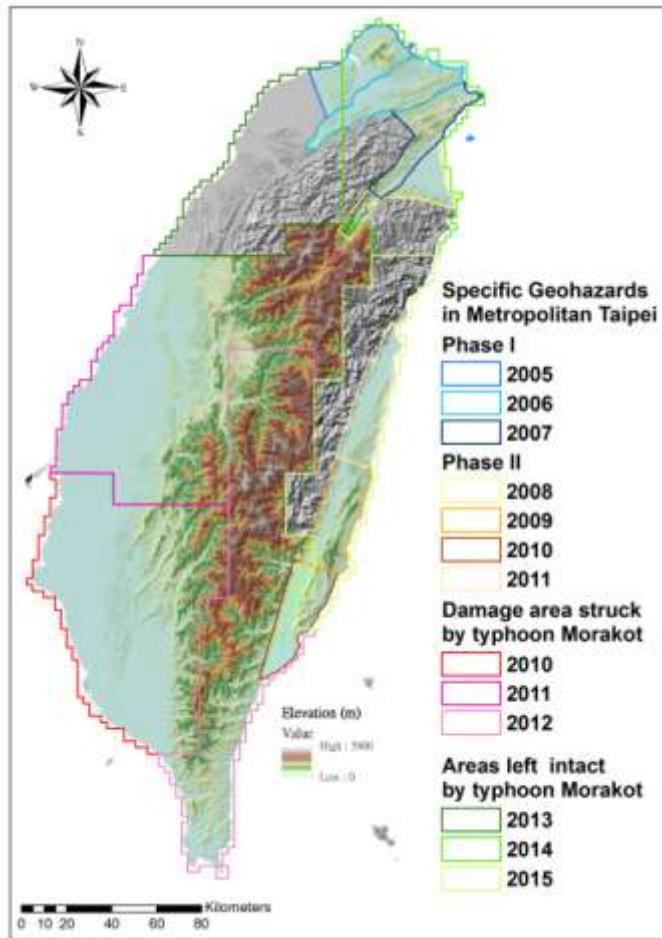 N
W
E
S
Specific Geohazards
in Metropolitan Taipei
Phase I
2005
2006
2007
Phase II
2008
2009
2010
2011
Damage area struck
by typhoon Morakot
2010
2011
2012
Areas left intact
by typhoon Morakot
2013
2014
2015
Elevation (m)
Value
High :
Low : 0
Kilometers
0 10 20 40 60 80